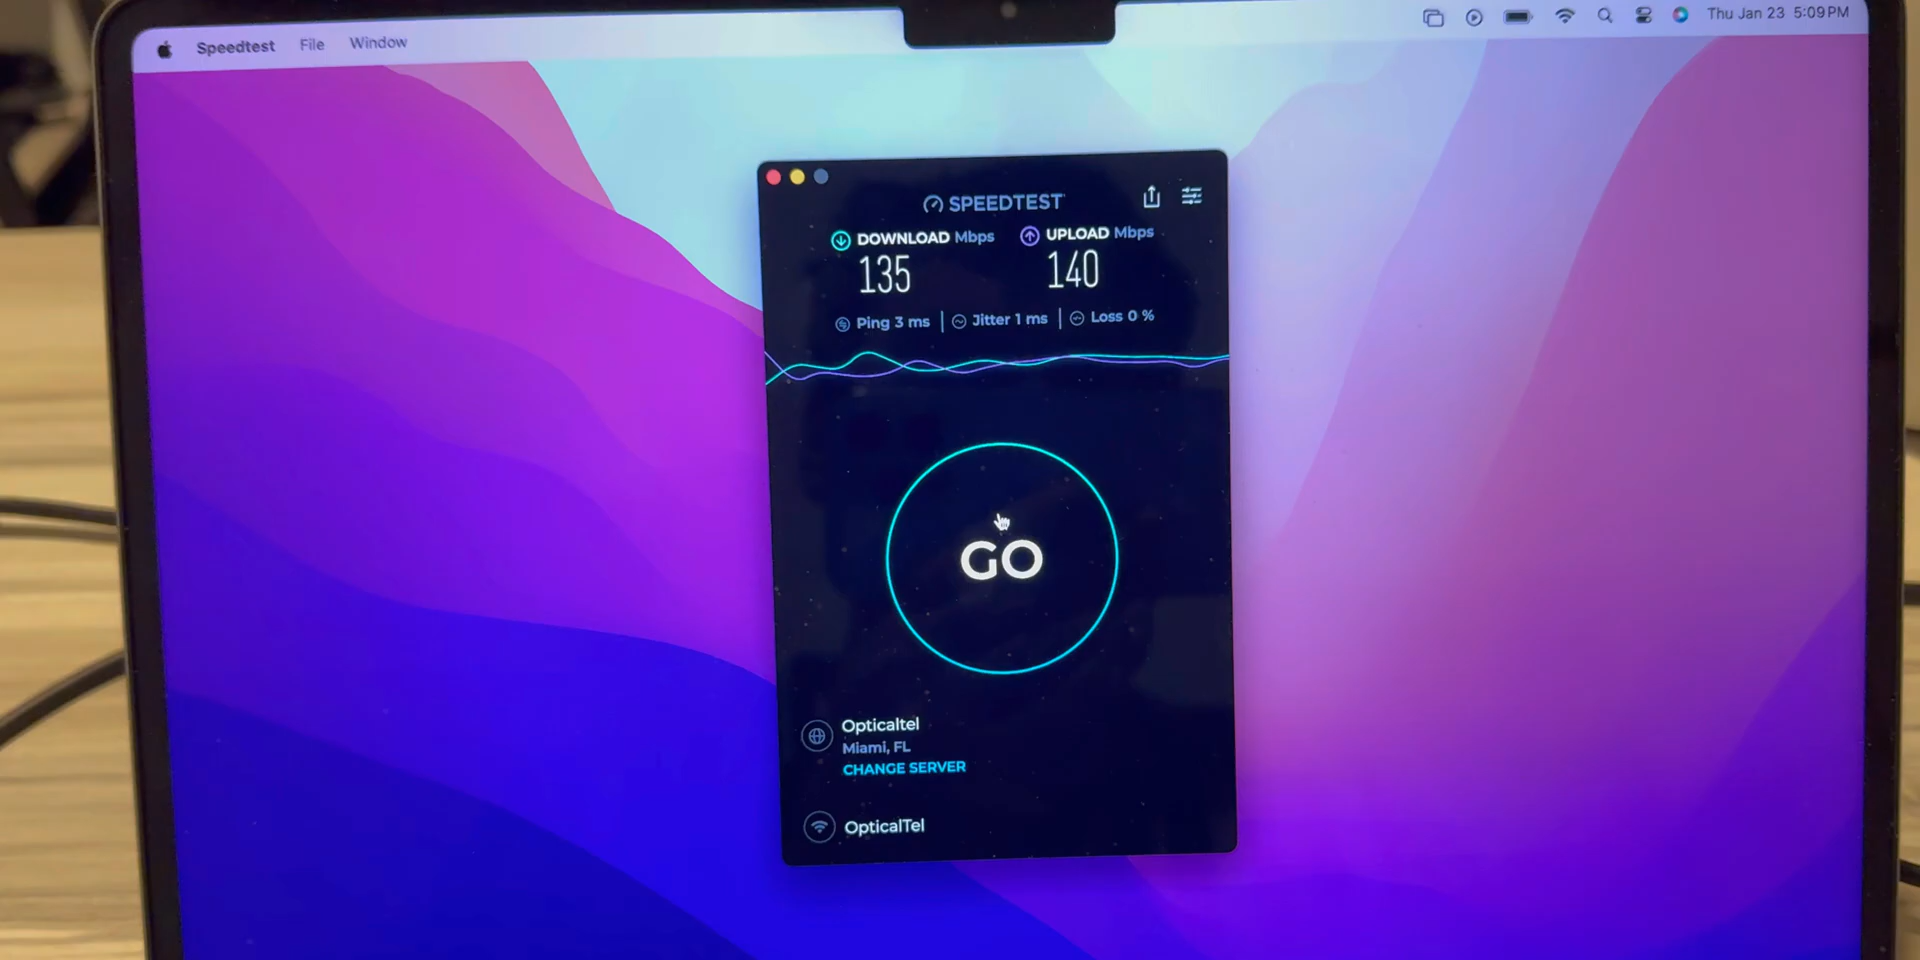 Speedtest File Window
Thu Jan 23 5:09 PM
SPEEDTEST
DOWNLOAD Mbps
135
UPLOAD Mbps
140
Ping 3 ms | Jitter 1 ms | Loss 0 %
GO
Opticaltel
Miami, FL
CHANGE SERVER
OpticalTel